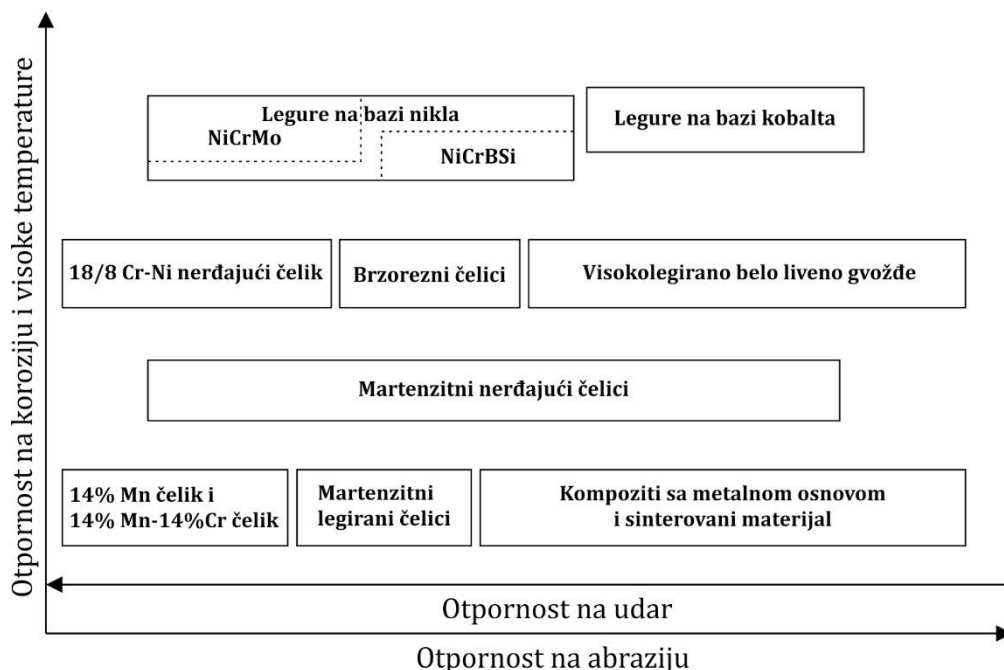 Otpornost na koroziju i visoke temperature
Legure na bazi nikla
NiCrMo
NiCrBSi
Legure na bazi kobalta
18/8 Cr-Ni nerđajući čelik
Brzorezni čelici
Visokolegirano belo liveno gvožđe
Martenzitni nerđajući čelici
14% Mn čelik i
14% Mn-14%Cr čelik
Martenzitni
legirani čelici
Kompoziti sa metalnom osnovom
i sinterovani materijal
Otpornost na udar
Otpornost na abraziju